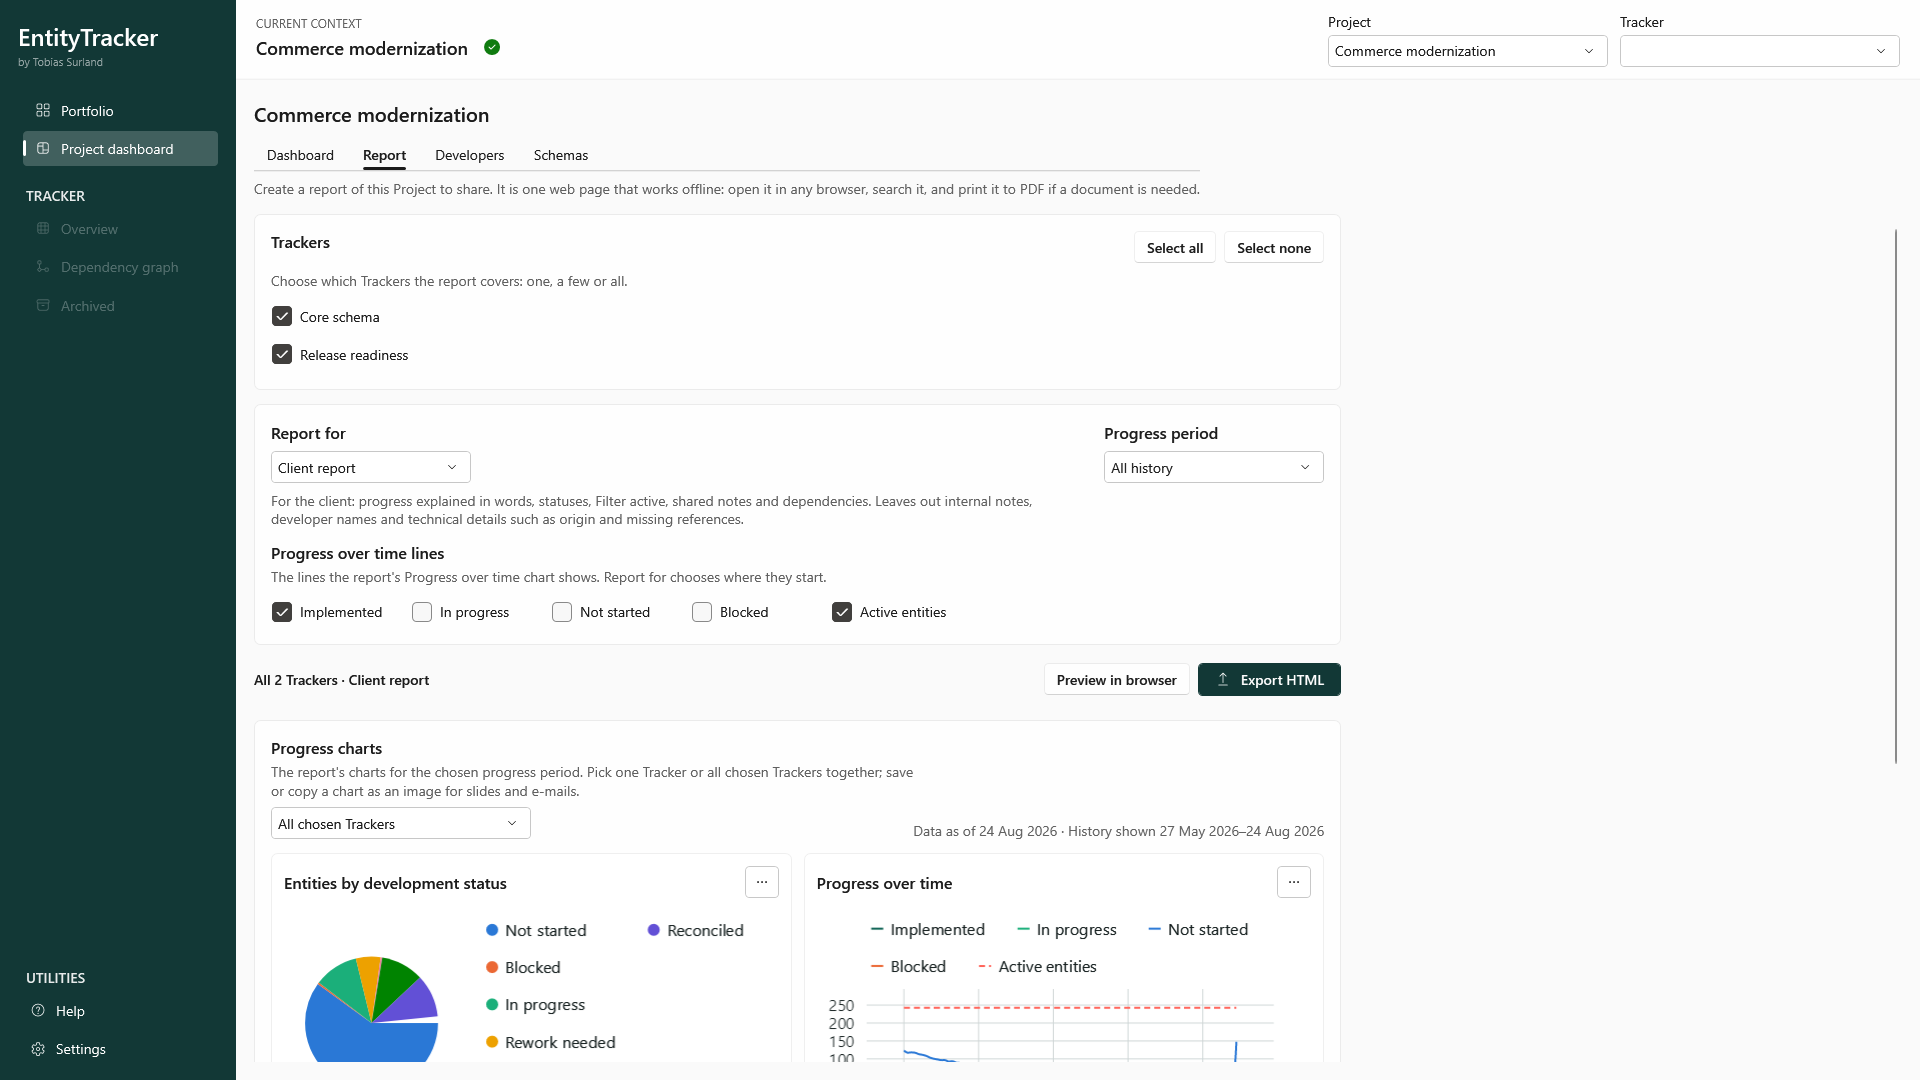 EntityTracker
by Tobias Surland
Portfolio
Project dashboard
TRACKER
Overview
Dependency graph
Archived
UTILITIES
Help
Settings
CURRENT CONTEXT
Commerce modernization
Project
Commerce modernization
Tracker
Commerce modernization
Dashboard Report Developers Schemas
Create a report of this Project to share. It is one web page that works offline: open it in any browser, search it, and print it to PDF if a document is needed.
Trackers
Select all Select none
Choose which Trackers the report covers: one, a few or all.
Core schema
Release readiness
Report for
Client report
Progress period
All history
For the client: progress explained in words, statuses, Filter active, shared notes and dependencies. Leaves out internal notes,
developer names and technical details such as origin and missing references.
Progress over time lines
The lines the report's Progress over time chart shows. Report for chooses where they start.
Implemented In progress Not started Blocked Active entities
All 2 Trackers · Client report
Preview in browser Export HTML
Progress charts
The report's charts for the chosen progress period. Pick one Tracker or all chosen Trackers together; save
or copy a chart as an image for slides and e-mails.
All chosen Trackers
Data as of 24 Aug 2026 · History shown 27 May 2026–24 Aug 2026
Entities by development status
...
Not started Reconciled
Blocked
In progress
Rework needed
Progress over time
...
Implemented In progress Not started
Blocked Active entities
250
200
150
100